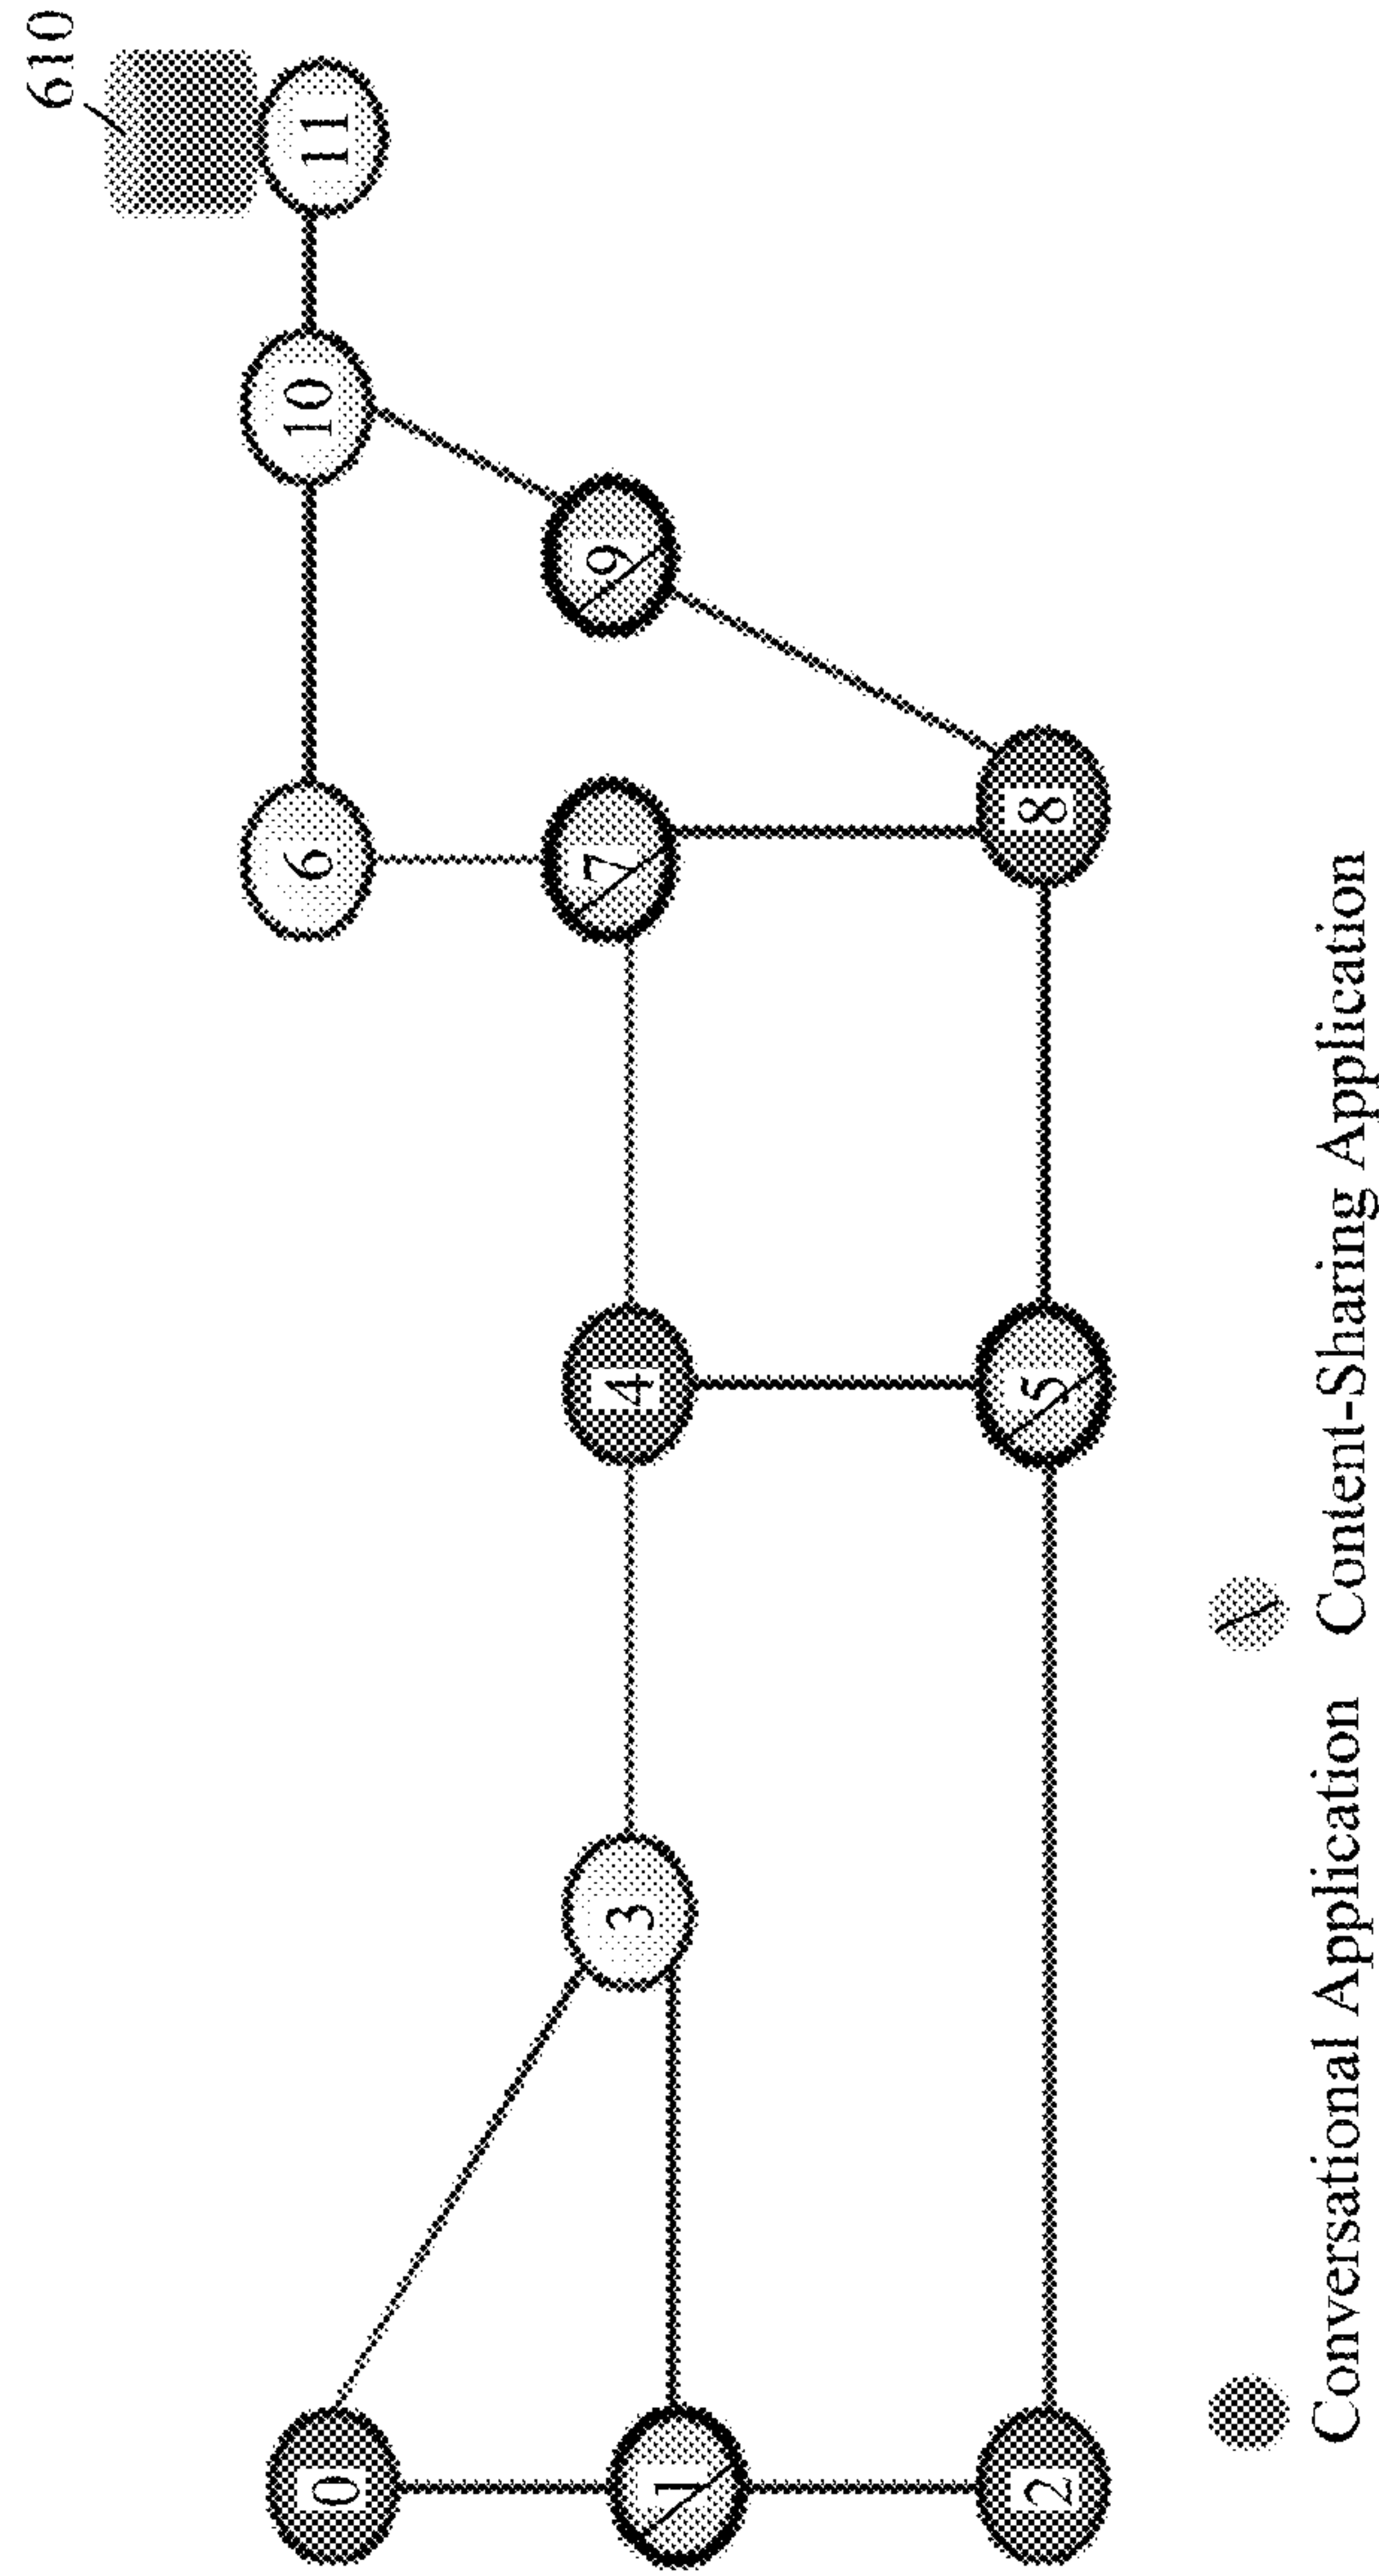 610
0 6 10 11
1 3 4 7 9
2 5 8
Conversational Application Content-Sharing Application